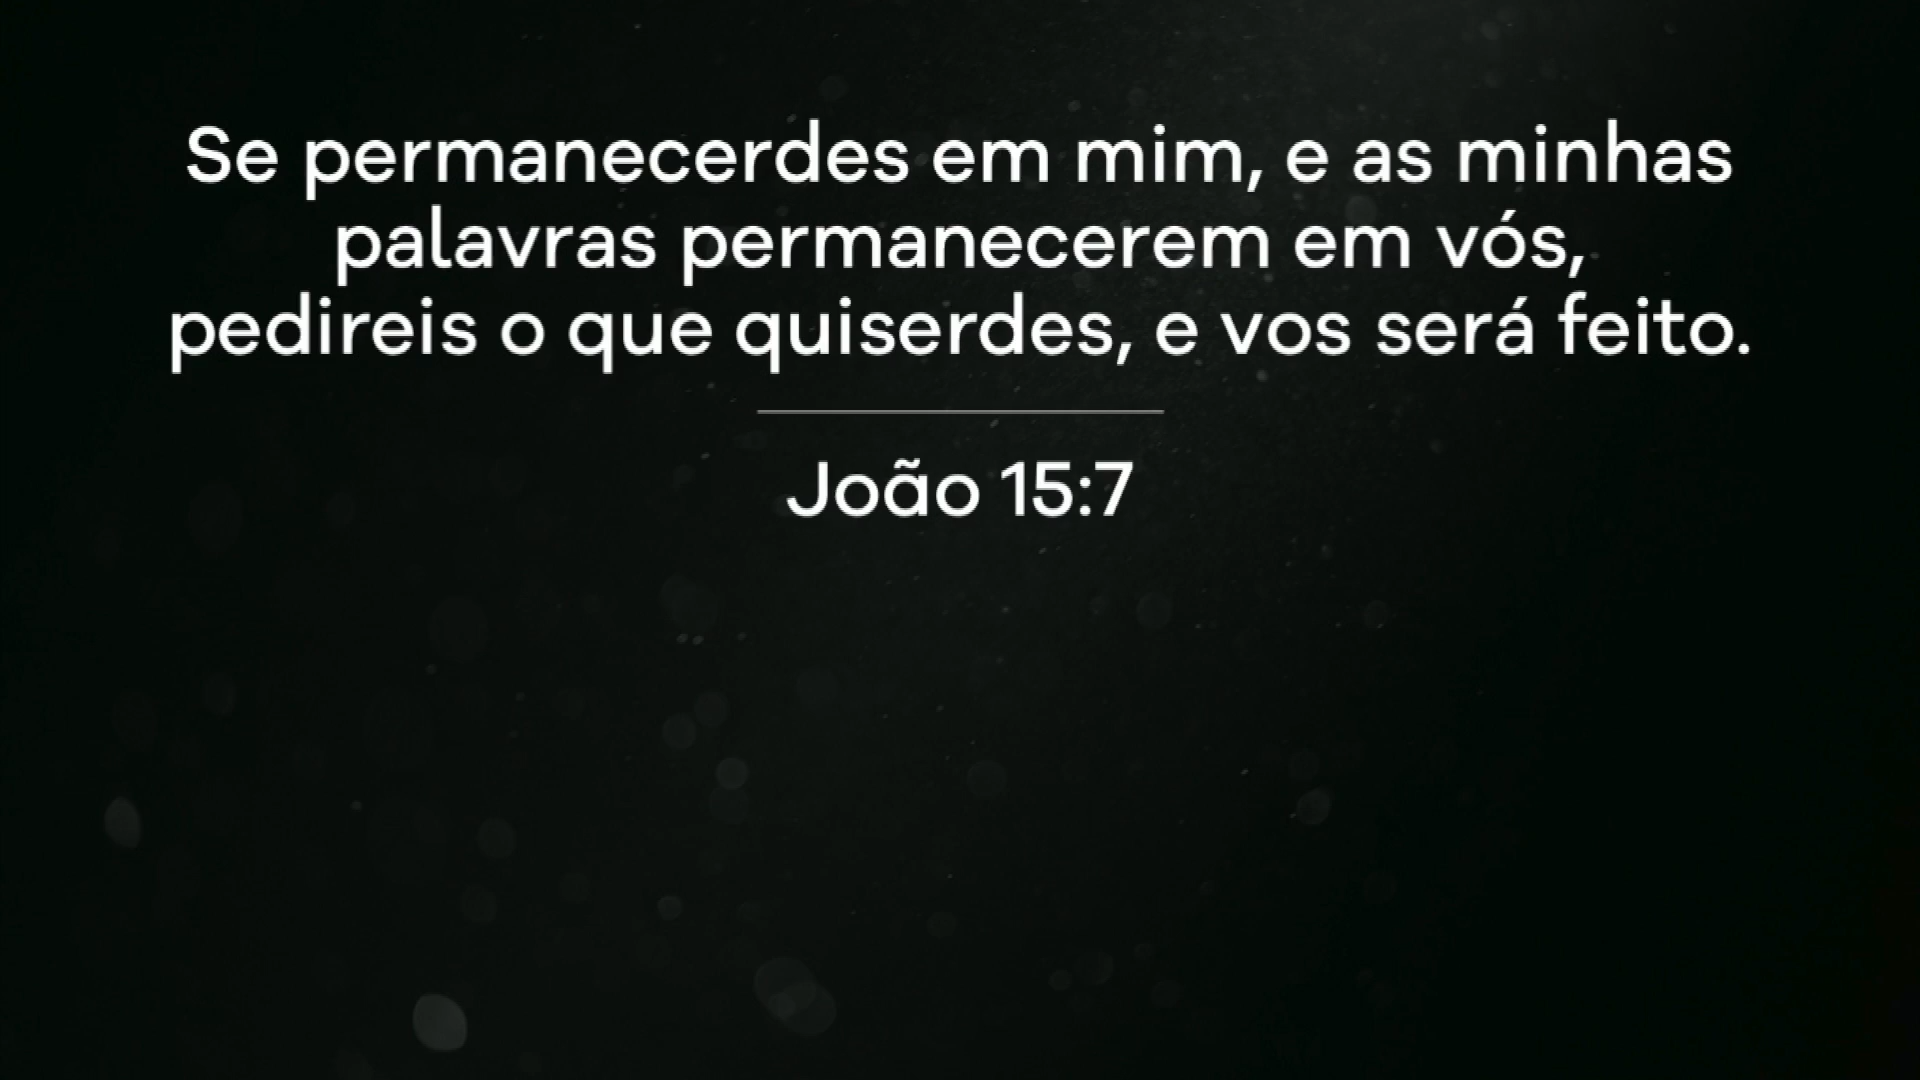 Se permanecerdes em mim, e as minhas
palavras permanecerem em vós,
pedireis o que quiserdes, e vos será feito.
João 15:7